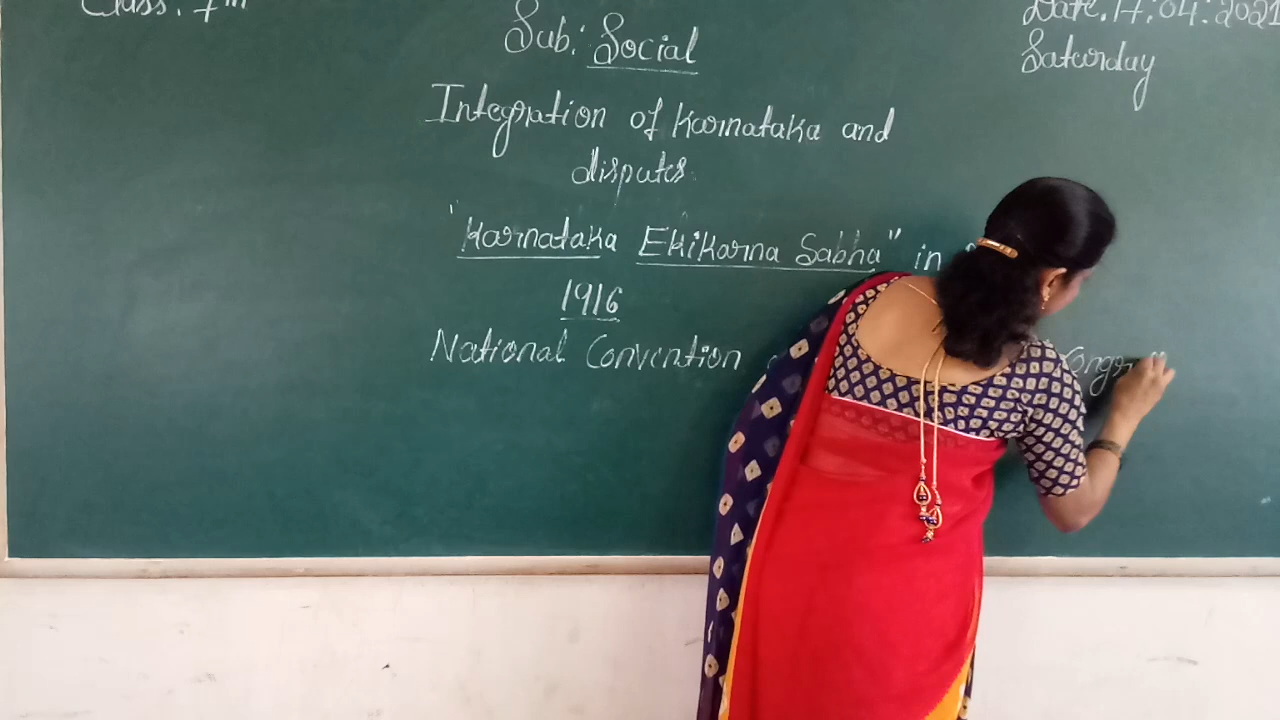 Class. 7th
Date. 17.04.2021
Sub: Social
Saturday
Integration of Karnataka and
disputes
"Karnataka Ekikarna Sabha" in
1916
National Convention